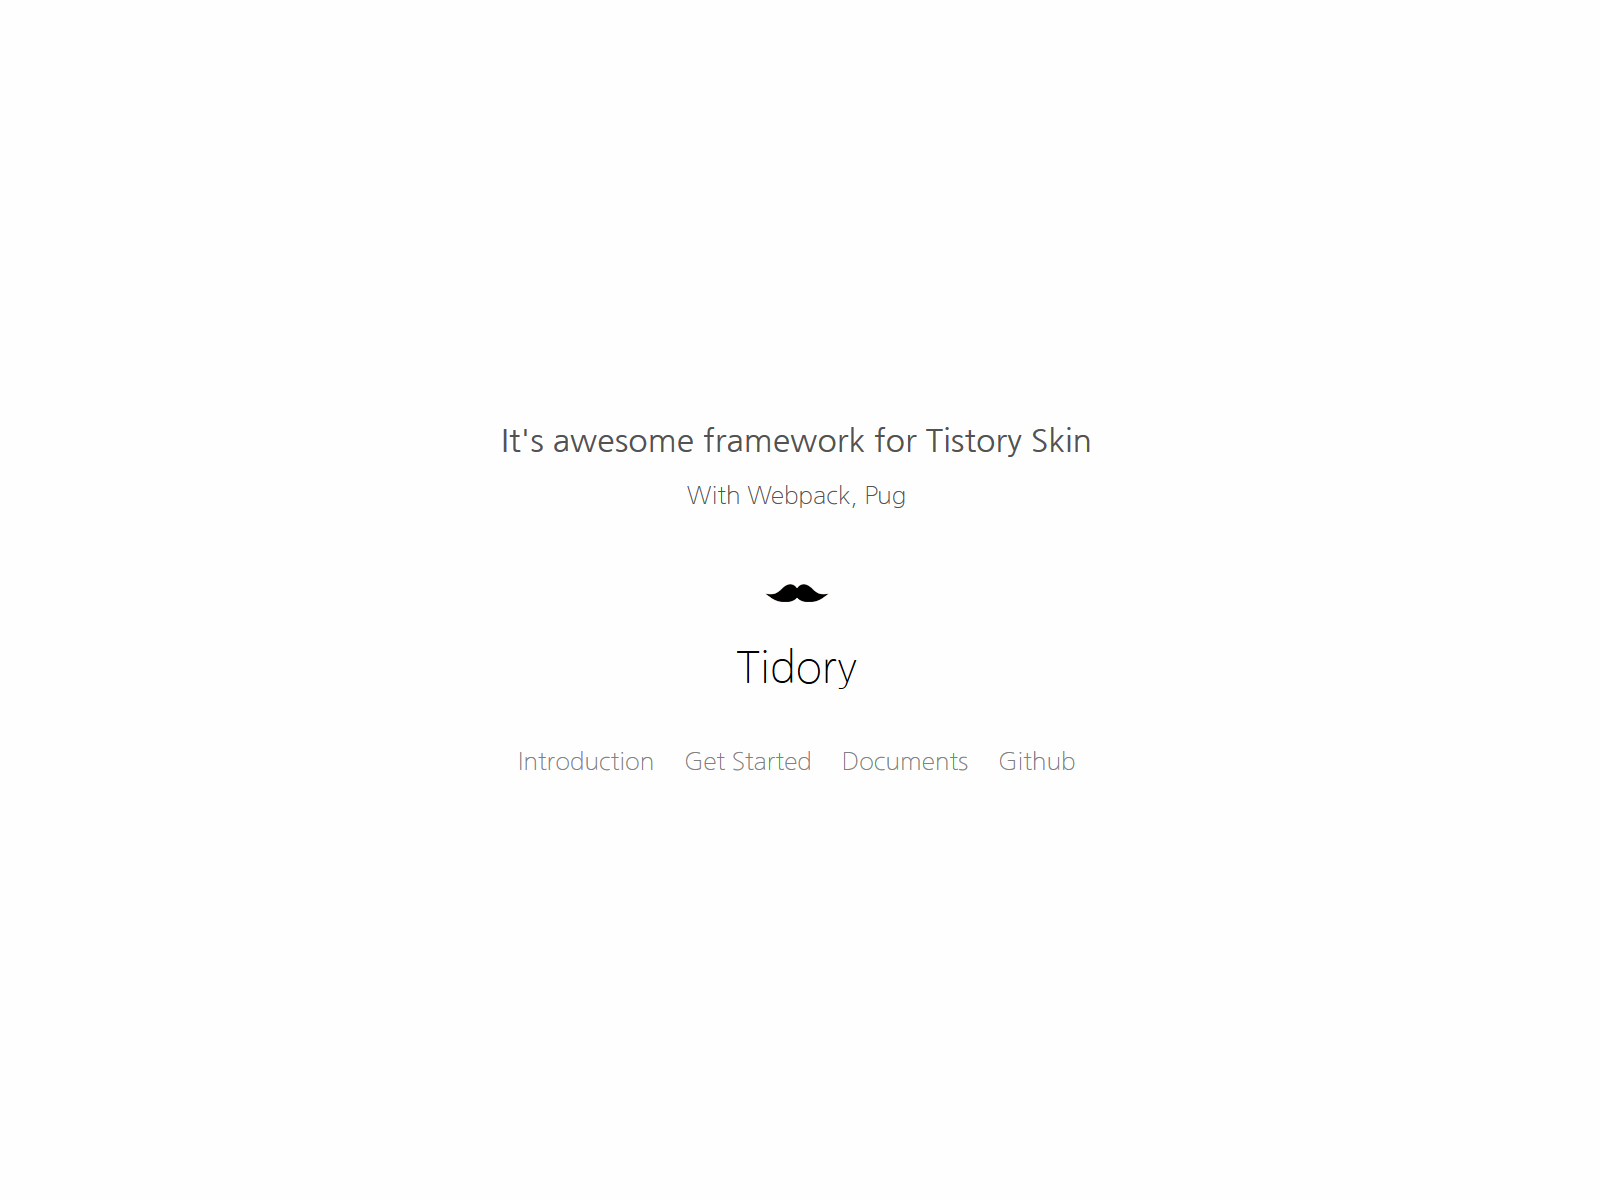 It's awesome framework for Tistory Skin
With Webpack, Pug
Tidory
Introduction Get Started Documents Github